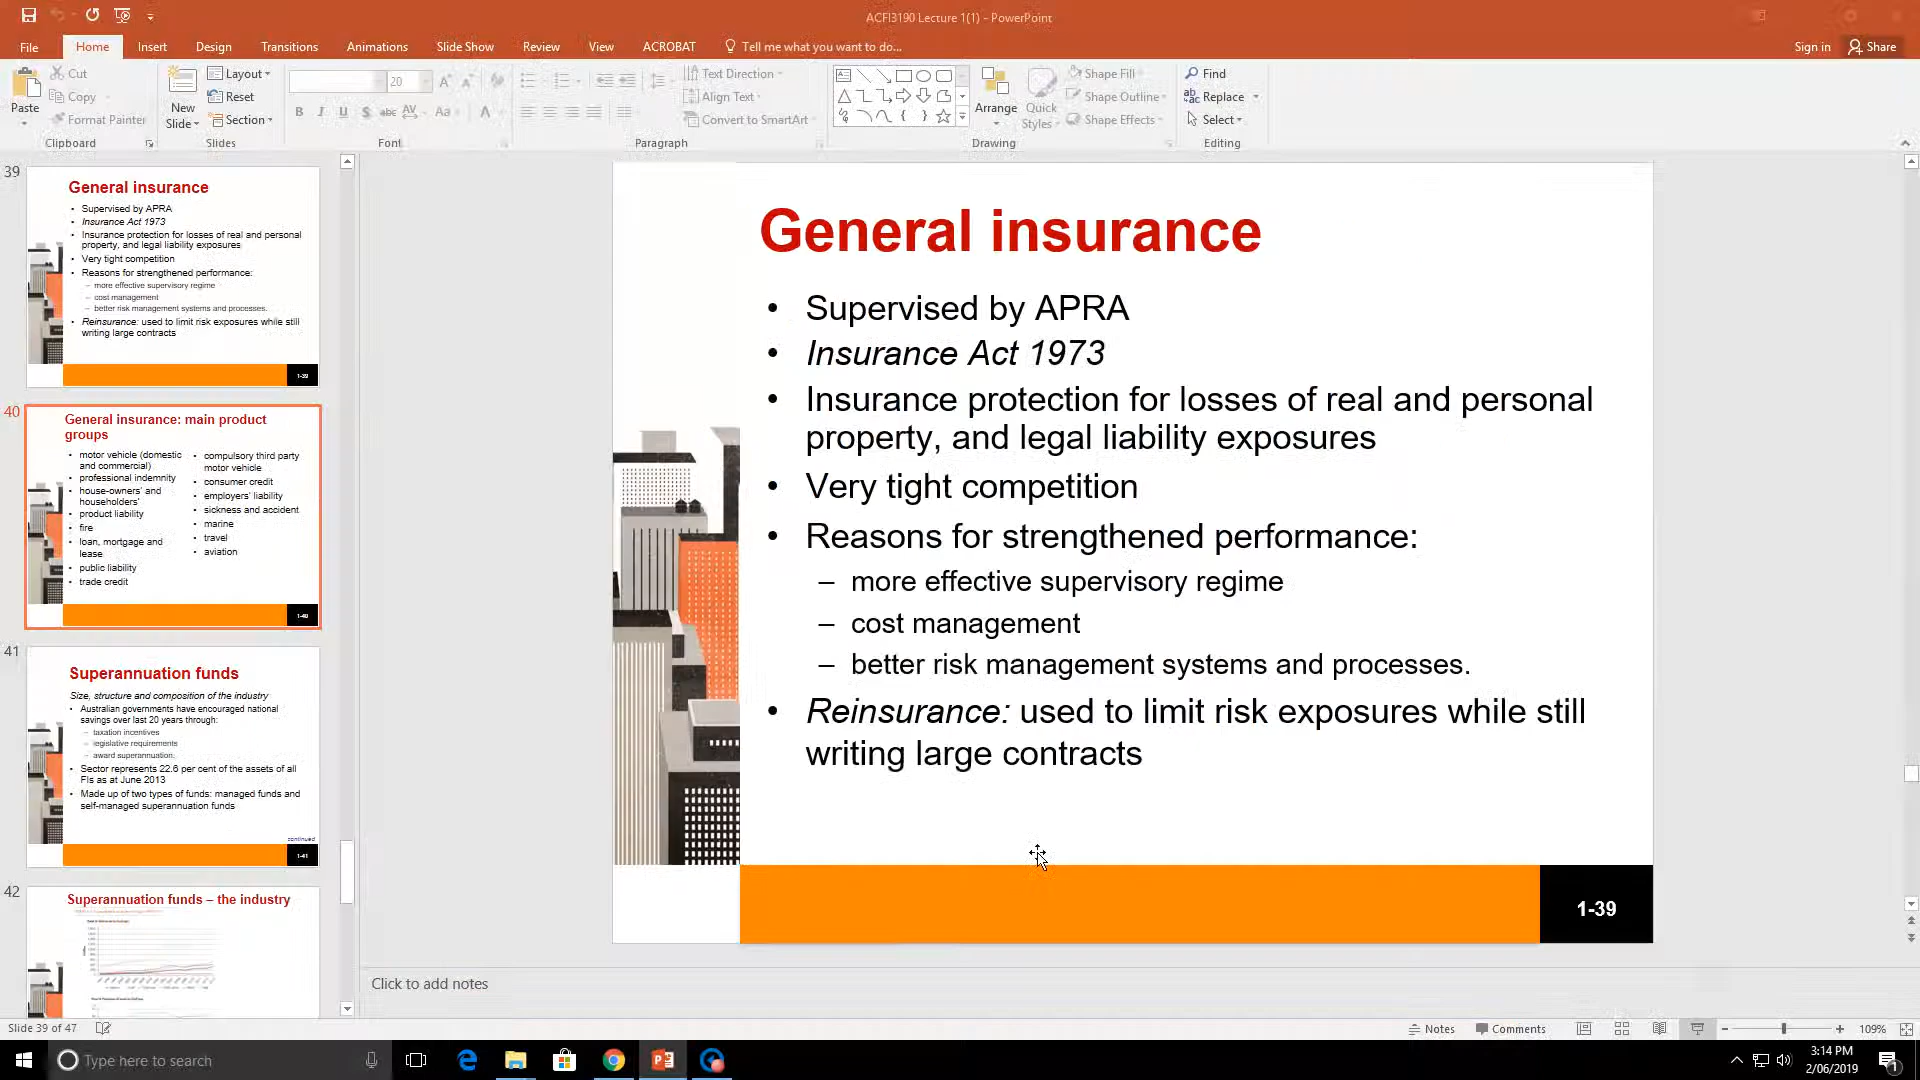 ACFI3190 Lecture 1(1) - PowerPoint
File
Home
Insert
Design
Transitions
Animations
Slide Show
Review
View
ACROBAT
Tell me what you want to do...
Sign in
Share
Paste
Cut
Copy
Format Painter
Clipboard
New
Slide
Layout
Reset
Section
Slides
20
B I U S abc AV Aa A
Font
Text Direction
Align Text
Convert to SmartArt
Paragraph
Arrange
Quick
Styles
Shape Fill
Shape Outline
Shape Effects
Drawing
Find
Replace
Select
Editing
39
General insurance
• Supervised by APRA
• Insurance Act 1973
• Insurance protection for losses of real and personal
property, and legal liability exposures
• Very tight competition
• Reasons for strengthened performance:
– more effective supervisory regime
– cost management
– better risk management systems and processes.
• Reinsurance: used to limit risk exposures while still
writing large contracts
1-39
40
General insurance: main product
groups
• motor vehicle (domestic
and commercial)
• professional indemnity
• house-owners' and
householders'
• product liability
• fire
• loan, mortgage and
lease
• public liability
• trade credit
• compulsory third party
motor vehicle
• consumer credit
• employers' liability
• sickness and accident
• marine
• travel
• aviation
1-40
41
Superannuation funds
Size, structure and composition of the industry
• Australian governments have encouraged national
savings over last 20 years through:
– taxation incentives
– legislative requirements
– award superannuation.
• Sector represents 22.6 per cent of the assets of all
FIs as at June 2013
• Made up of two types of funds: managed funds and
self-managed superannuation funds
continued
1-41
42
Superannuation funds – the industry
General insurance
• Supervised by APRA
• Insurance Act 1973
• Insurance protection for losses of real and personal
property, and legal liability exposures
• Very tight competition
• Reasons for strengthened performance:
– more effective supervisory regime
– cost management
– better risk management systems and processes.
• Reinsurance: used to limit risk exposures while still
writing large contracts
1-39
Click to add notes
Slide 39 of 47
Notes
Comments
109%
Type here to search
3:14 PM
2/06/2019
1